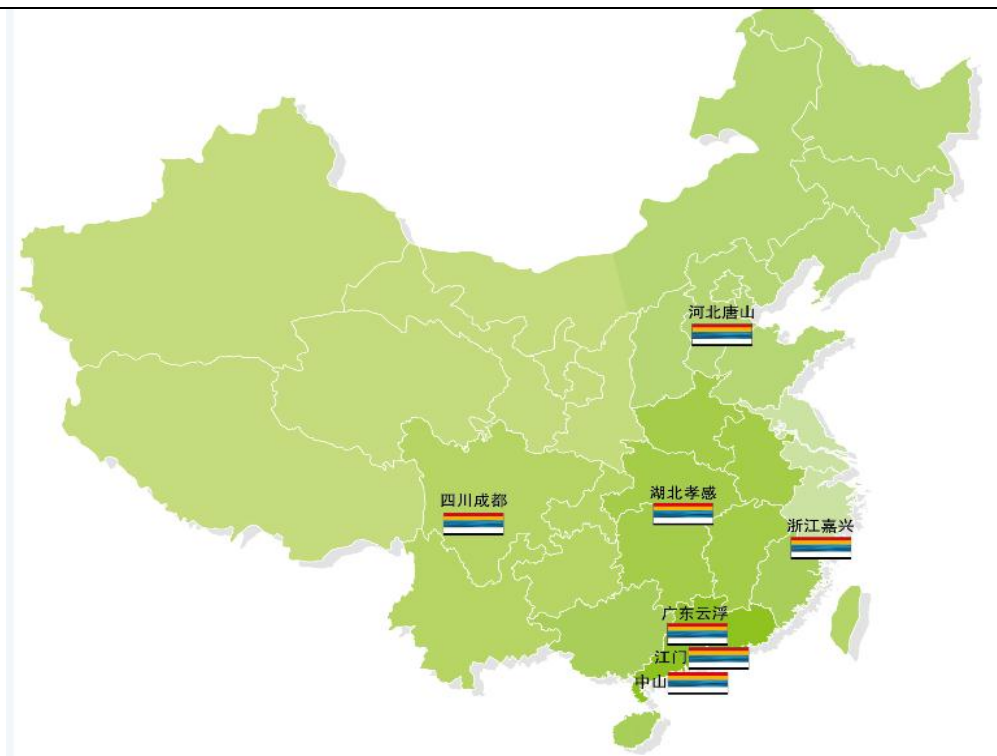 河北唐山
四川成都
湖北孝感
浙江嘉兴
广东云浮
江门
中山